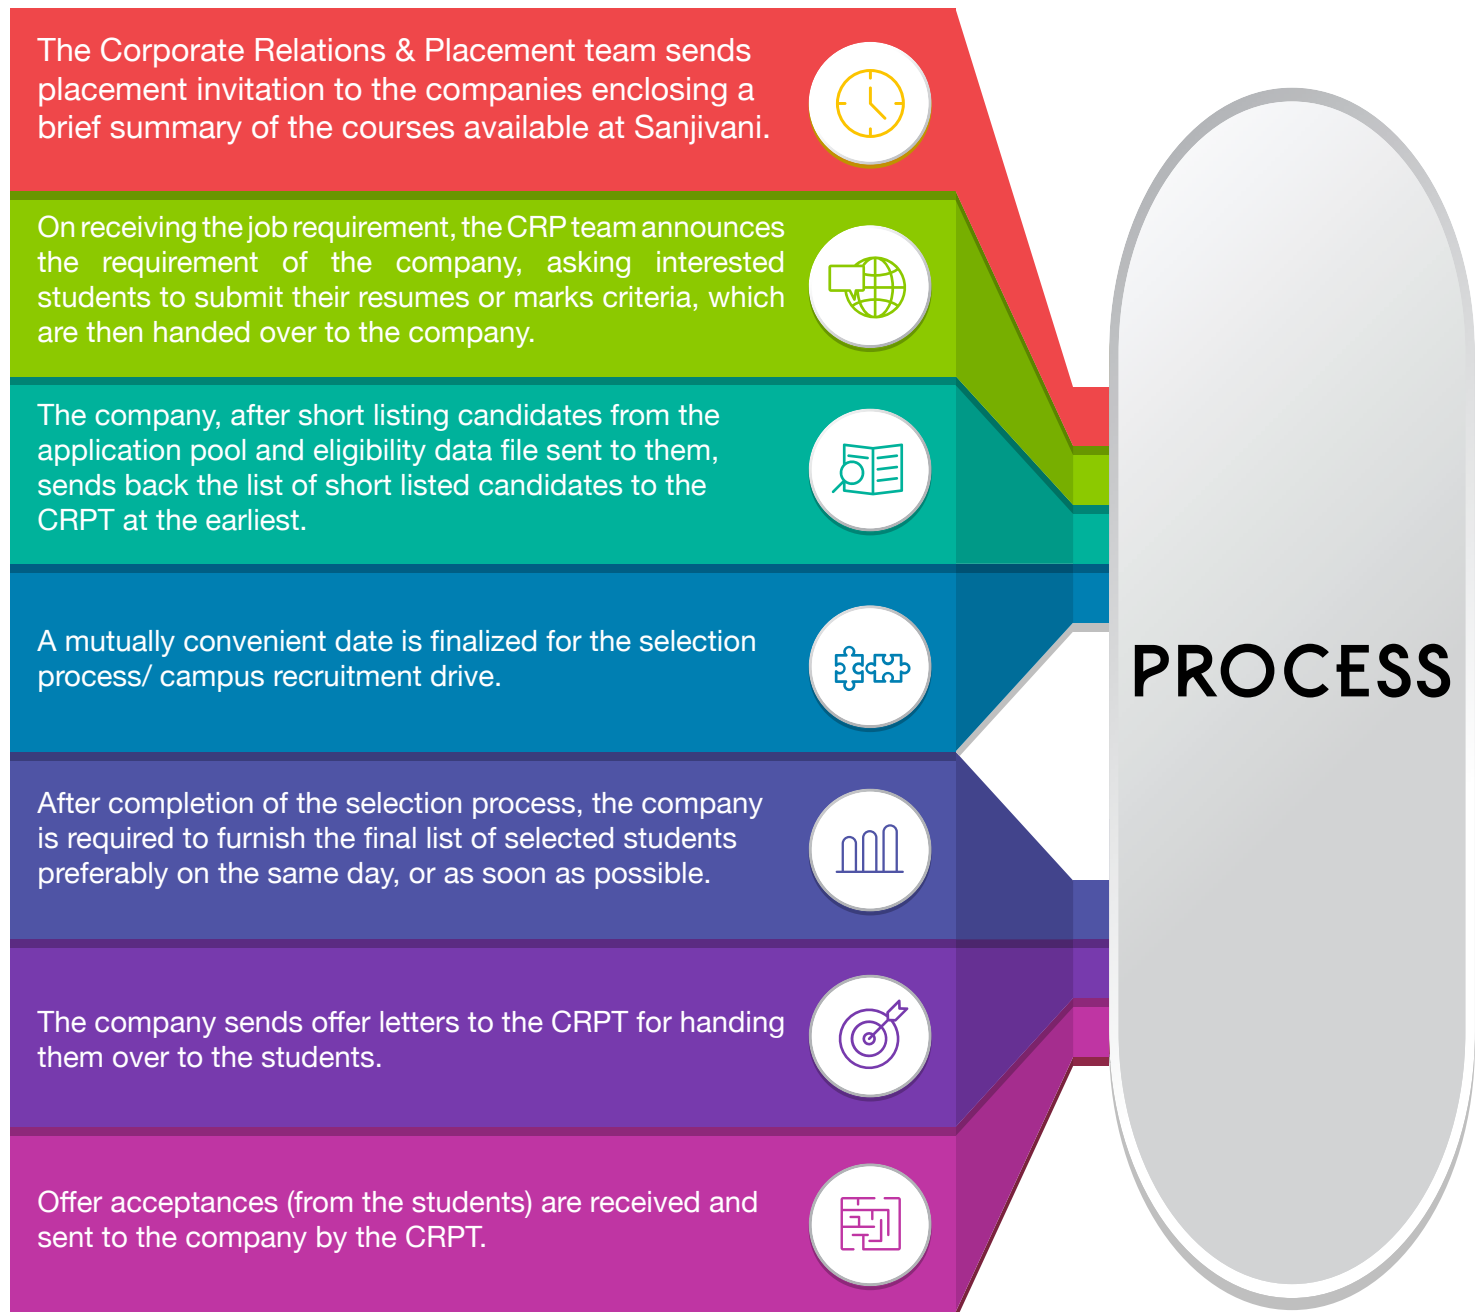 The Corporate Relations & Placement team sends
placement invitation to the companies enclosing a
brief summary of the courses available at Sanjivani.
On receiving the job requirement, the CRP team announces
the requirement of the company, asking interested
students to submit their resumes or marks criteria, which
are then handed over to the company.
The company, after short listing candidates from the
application pool and eligibility data file sent to them,
sends back the list of short listed candidates to the
CRPT at the earliest.
A mutually convenient date is finalized for the selection
process/ campus recruitment drive.
After completion of the selection process, the company
is required to furnish the final list of selected students
preferably on the same day, or as soon as possible.
The company sends offer letters to the CRPT for handing
them over to the students.
Offer acceptances (from the students) are received and
sent to the company by the CRPT.
PROCESS